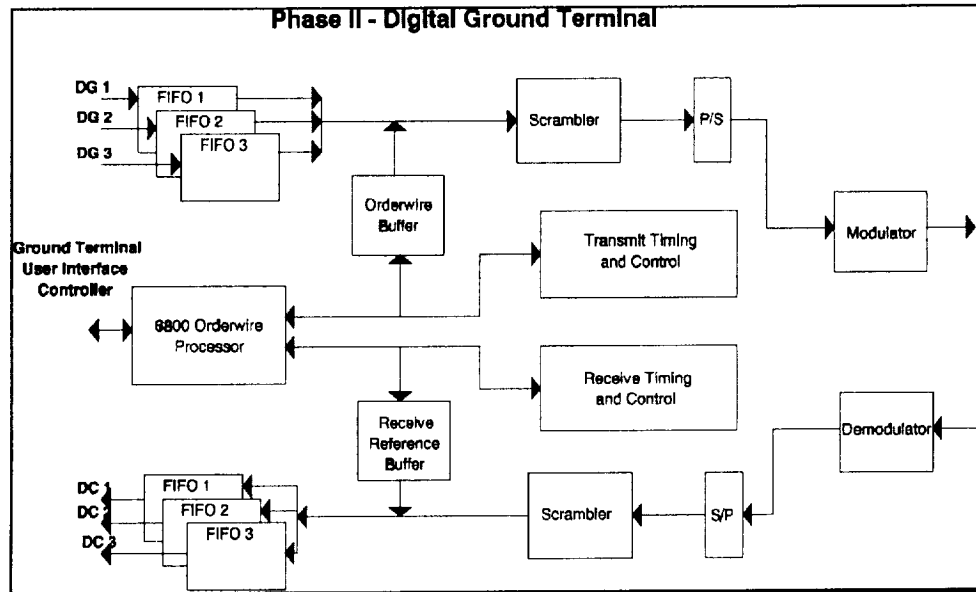 Phase II - Digital Ground Terminal
DG 1
FIFO 1
DG 2
FIFO 2
DG 3
FIFO 3
Scrambler
P/S
Orderwire
Buffer
Transmit Timing
and Control
Modulator
Ground Terminal
User Interface
Controller
6800 Orderwire
Processor
Receive Timing
and Control
Receive
Reference
Buffer
Demodulator
DC 1
FIFO 1
DC 2
FIFO 2
DC 3
FIFO 3
Scrambler
S/P